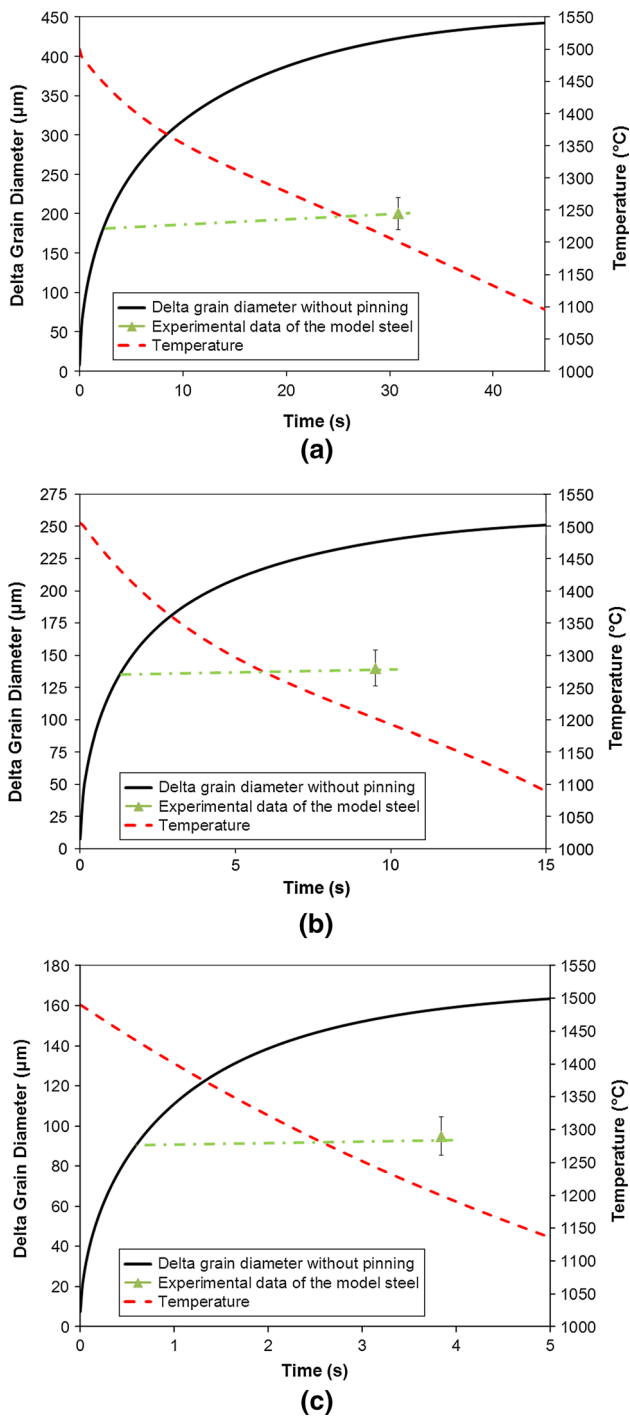 450
400
350
300
250
200
150
100
50
0
Delta Grain Diameter (µm)
1550
1500
1450
1400
1350
1300
1250
1200
1150
1100
1050
1000
Temperature (°C)
Delta grain diameter without pinning
Experimental data of the model steel
Temperature
0 10 20 30 40
Time (s)
(a)
275
250
225
200
175
150
125
100
75
50
25
0
Delta Grain Diameter (µm)
1550
1500
1450
1400
1350
1300
1250
1200
1150
1100
1050
1000
Temperature (°C)
Delta grain diameter without pinning
Experimental data of the model steel
Temperature
0 5 10 15
Time (s)
(b)
180
160
140
120
100
80
60
40
20
0
Delta Grain Diameter (µm)
1550
1500
1450
1400
1350
1300
1250
1200
1150
1100
1050
1000
Temperature (°C)
Delta grain diameter without pinning
Experimental data of the model steel
Temperature
0 1 2 3 4 5
Time (s)
(c)